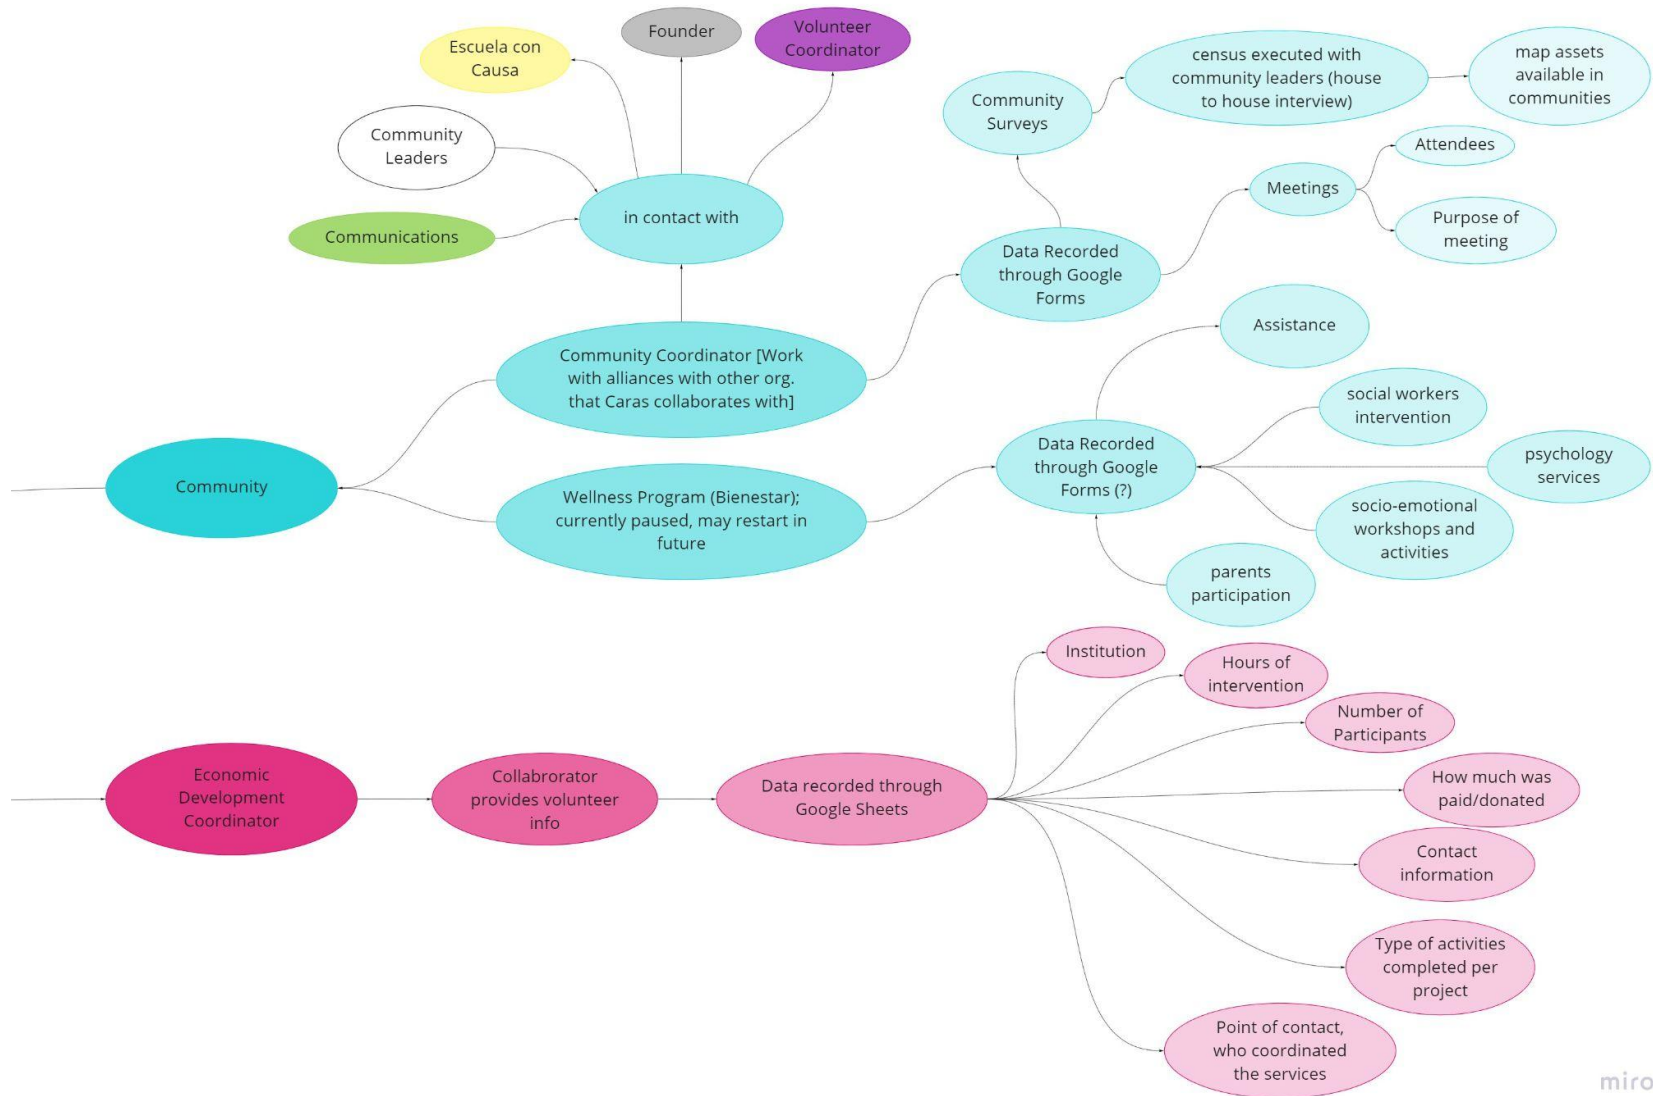 Escuela con
Causa
Founder
Volunteer
Coordinator
Community
Leaders
Communications
in contact with
Community
Surveys
census executed with
community leaders (house
to house interview)
map assets
available in
communities
Attendees
Meetings
Purpose of
meeting
Data Recorded
through Google
Forms
Community Coordinator [Work
with alliances with other org.
that Caras collaborates with]
Assistance
social workers
intervention
Data Recorded
through Google
Forms (?)
psychology
services
socio-emotional
workshops and
activities
parents
participation
Community
Wellness Program (Bienestar);
currently paused, may restart in
future
Economic
Development
Coordinator
Collabrorator
provides volunteer
info
Data recorded through
Google Sheets
Institution
Hours of
intervention
Number of
Participants
How much was
paid/donated
Contact
information
Type of activities
completed per
project
Point of contact,
who coordinated
the services
miro